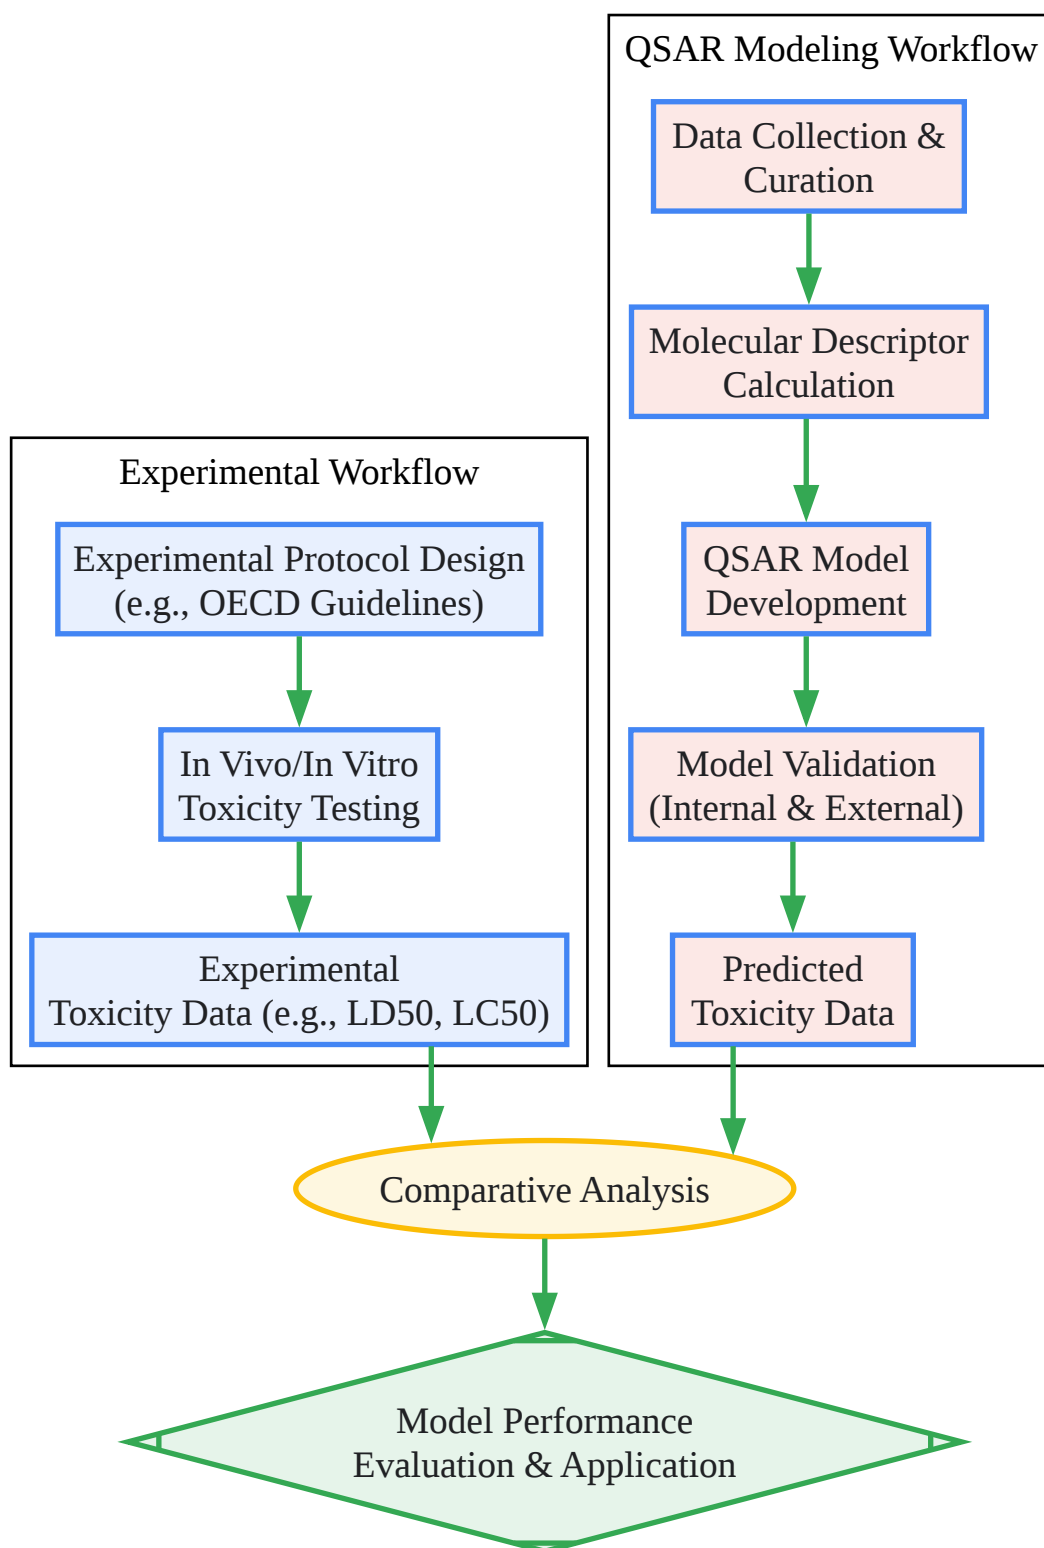 QSAR Modeling Workflow
Data Collection &
Curation
Molecular Descriptor
Calculation
QSAR Model
Development
Model Validation
(Internal & External)
Predicted
Toxicity Data
Experimental Workflow
Experimental Protocol Design
(e.g., OECD Guidelines)
In Vivo/In Vitro
Toxicity Testing
Experimental
Toxicity Data (e.g., LD50, LC50)
Comparative Analysis
Model Performance
Evaluation & Application